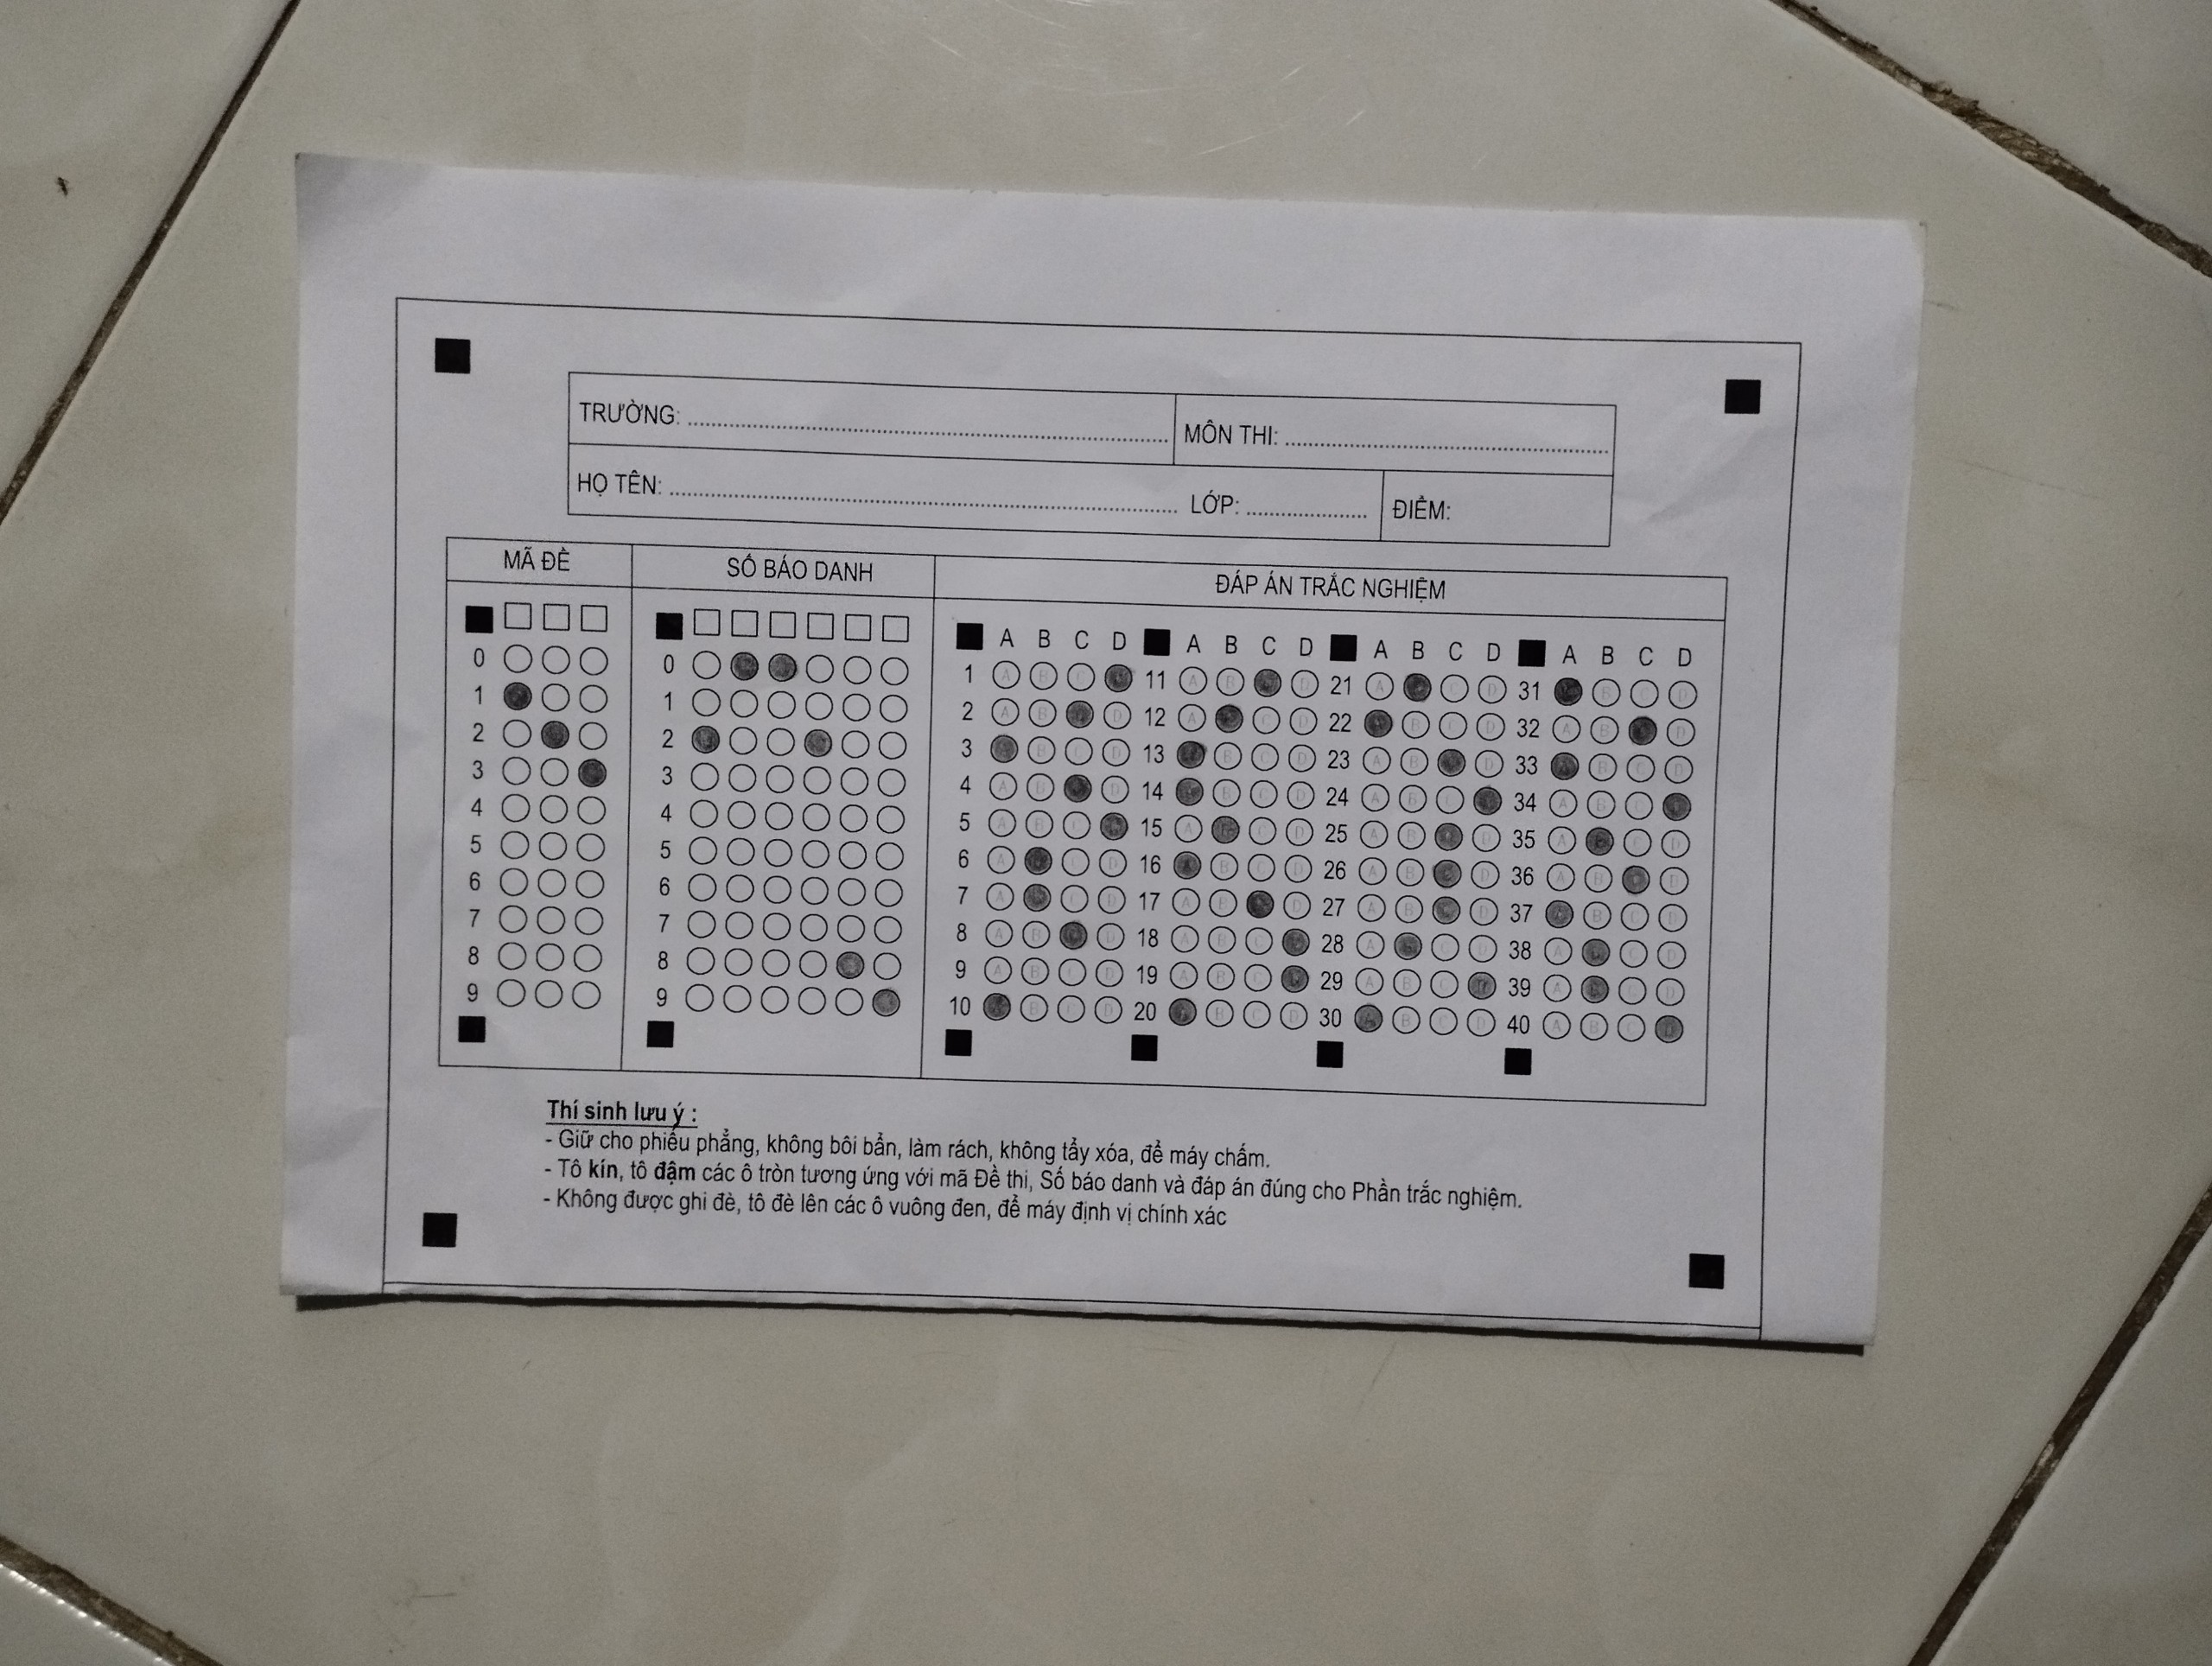 TRƯỜNG: MÔN THI:
HỌ TÊN: LỚP: ĐIỂM:
MÃ ĐỀ SỐ BÁO DANH ĐÁP ÁN TRẮC NGHIỆM
A B C D A B C D A B C D A B C D
0 0 1 A B C 11 A B D 21 A C D 31 B C D
1 1 2 A B D 12 A C D 22 B C D 32 A B D
2 2 3 B C D 13 B C D 23 A B D 33 B C D
3 3 4 A B D 14 B C D 24 A B C 34 A B C
4 4 5 A B C 15 A C D 25 A B D 35 A C D
5 5 6 A C D 16 B C D 26 A B D 36 A B D
6 6 7 A C D 17 A B D 27 A B D 37 B C D
7 7 8 A B D 18 A B C 28 A C D 38 A C D
8 8 9 A B C D 19 A B C 29 A B C 39 A C D
9 9 10 B C D 20 B C D 30 B C D 40 A B C D
Thí sinh lưu ý :
- Giữ cho phiếu phẳng, không bôi bẩn, làm rách, không tẩy xóa, để máy chấm.
- Tô kín, tô đậm các ô tròn tương ứng với mã Đề thi, Số báo danh và đáp án đúng cho Phần trắc nghiệm.
- Không được ghi đè, tô đè lên các ô vuông đen, để máy định vị chính xác